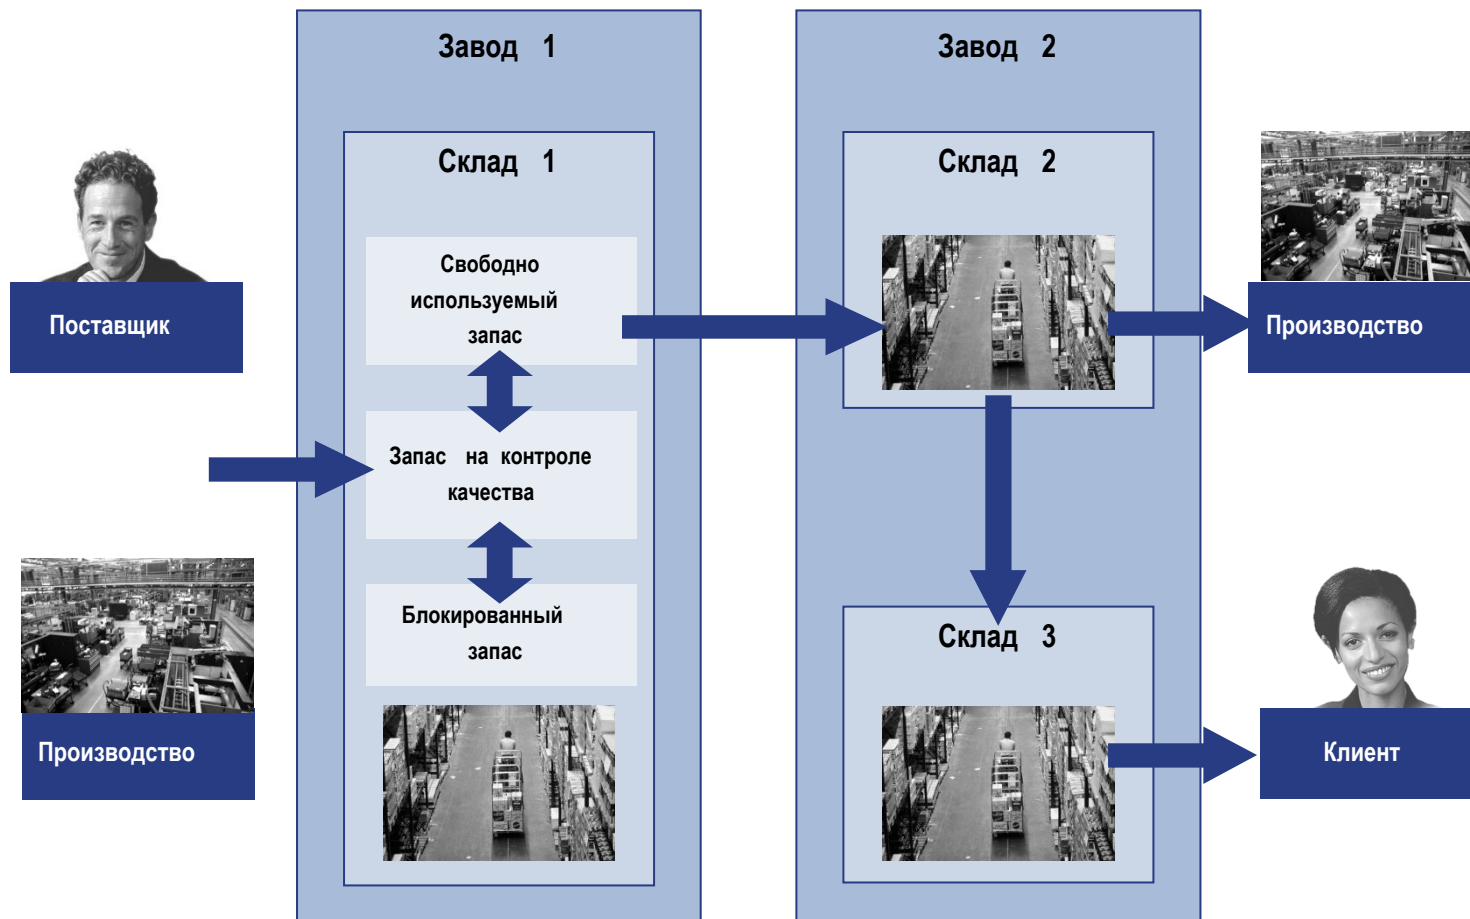 Завод 1
Завод 2
Склад 1
Склад 2
Поставщик
Свободно
используемый
запас
Производство
Запас на контроле
качества
Блокированный
запас
Склад 3
Производство
Клиент